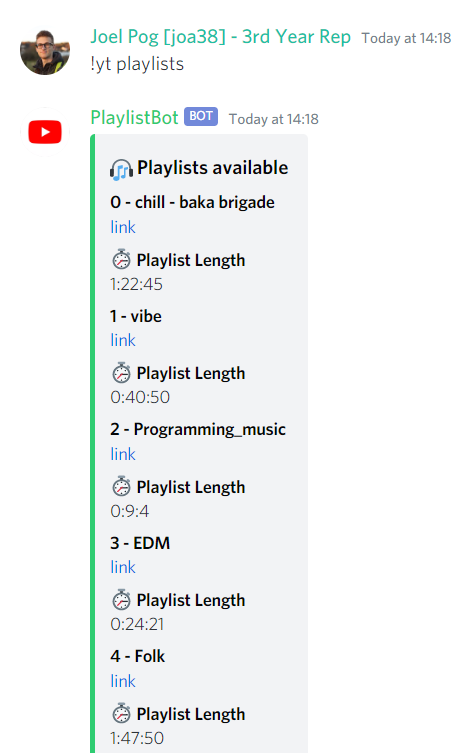 Joel Pog [joa38] - 3rd Year Rep Today at 14:18
!yt playlists
PlaylistBot BOT Today at 14:18
Playlists available
0 - chill - baka brigade
link
Playlist Length
1:22:45
1 - vibe
link
Playlist Length
0:40:50
2 - Programming_music
link
Playlist Length
0:9:4
3 - EDM
link
Playlist Length
0:24:21
4 - Folk
link
Playlist Length
1:47:50